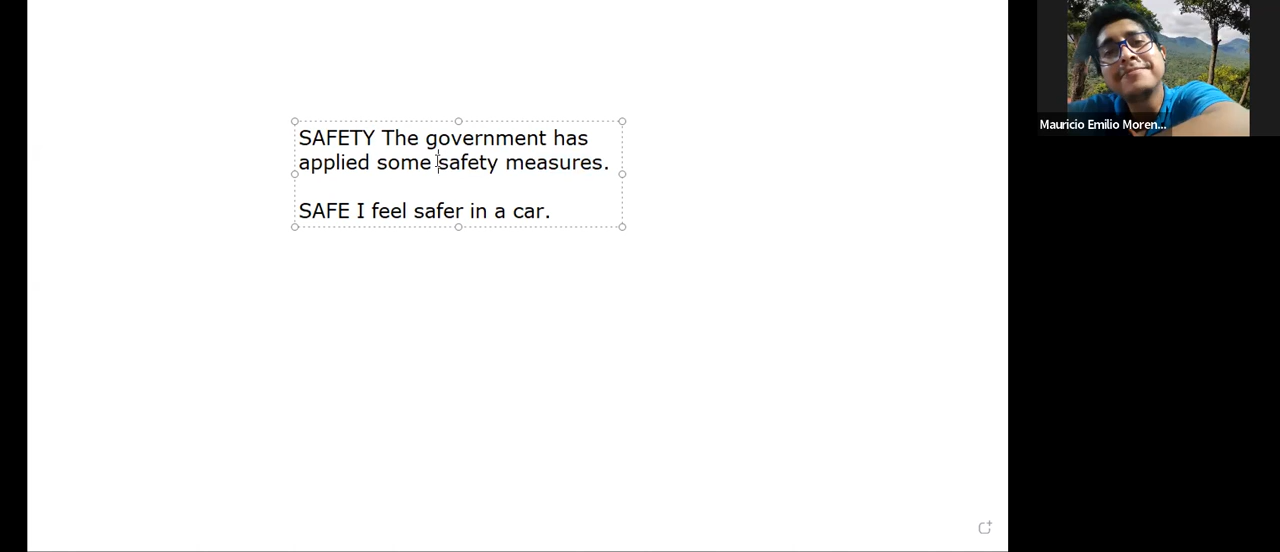 SAFETY The government has
applied some safety measures.
SAFE I feel safer in a car.
Mauricio Emilio Moren...